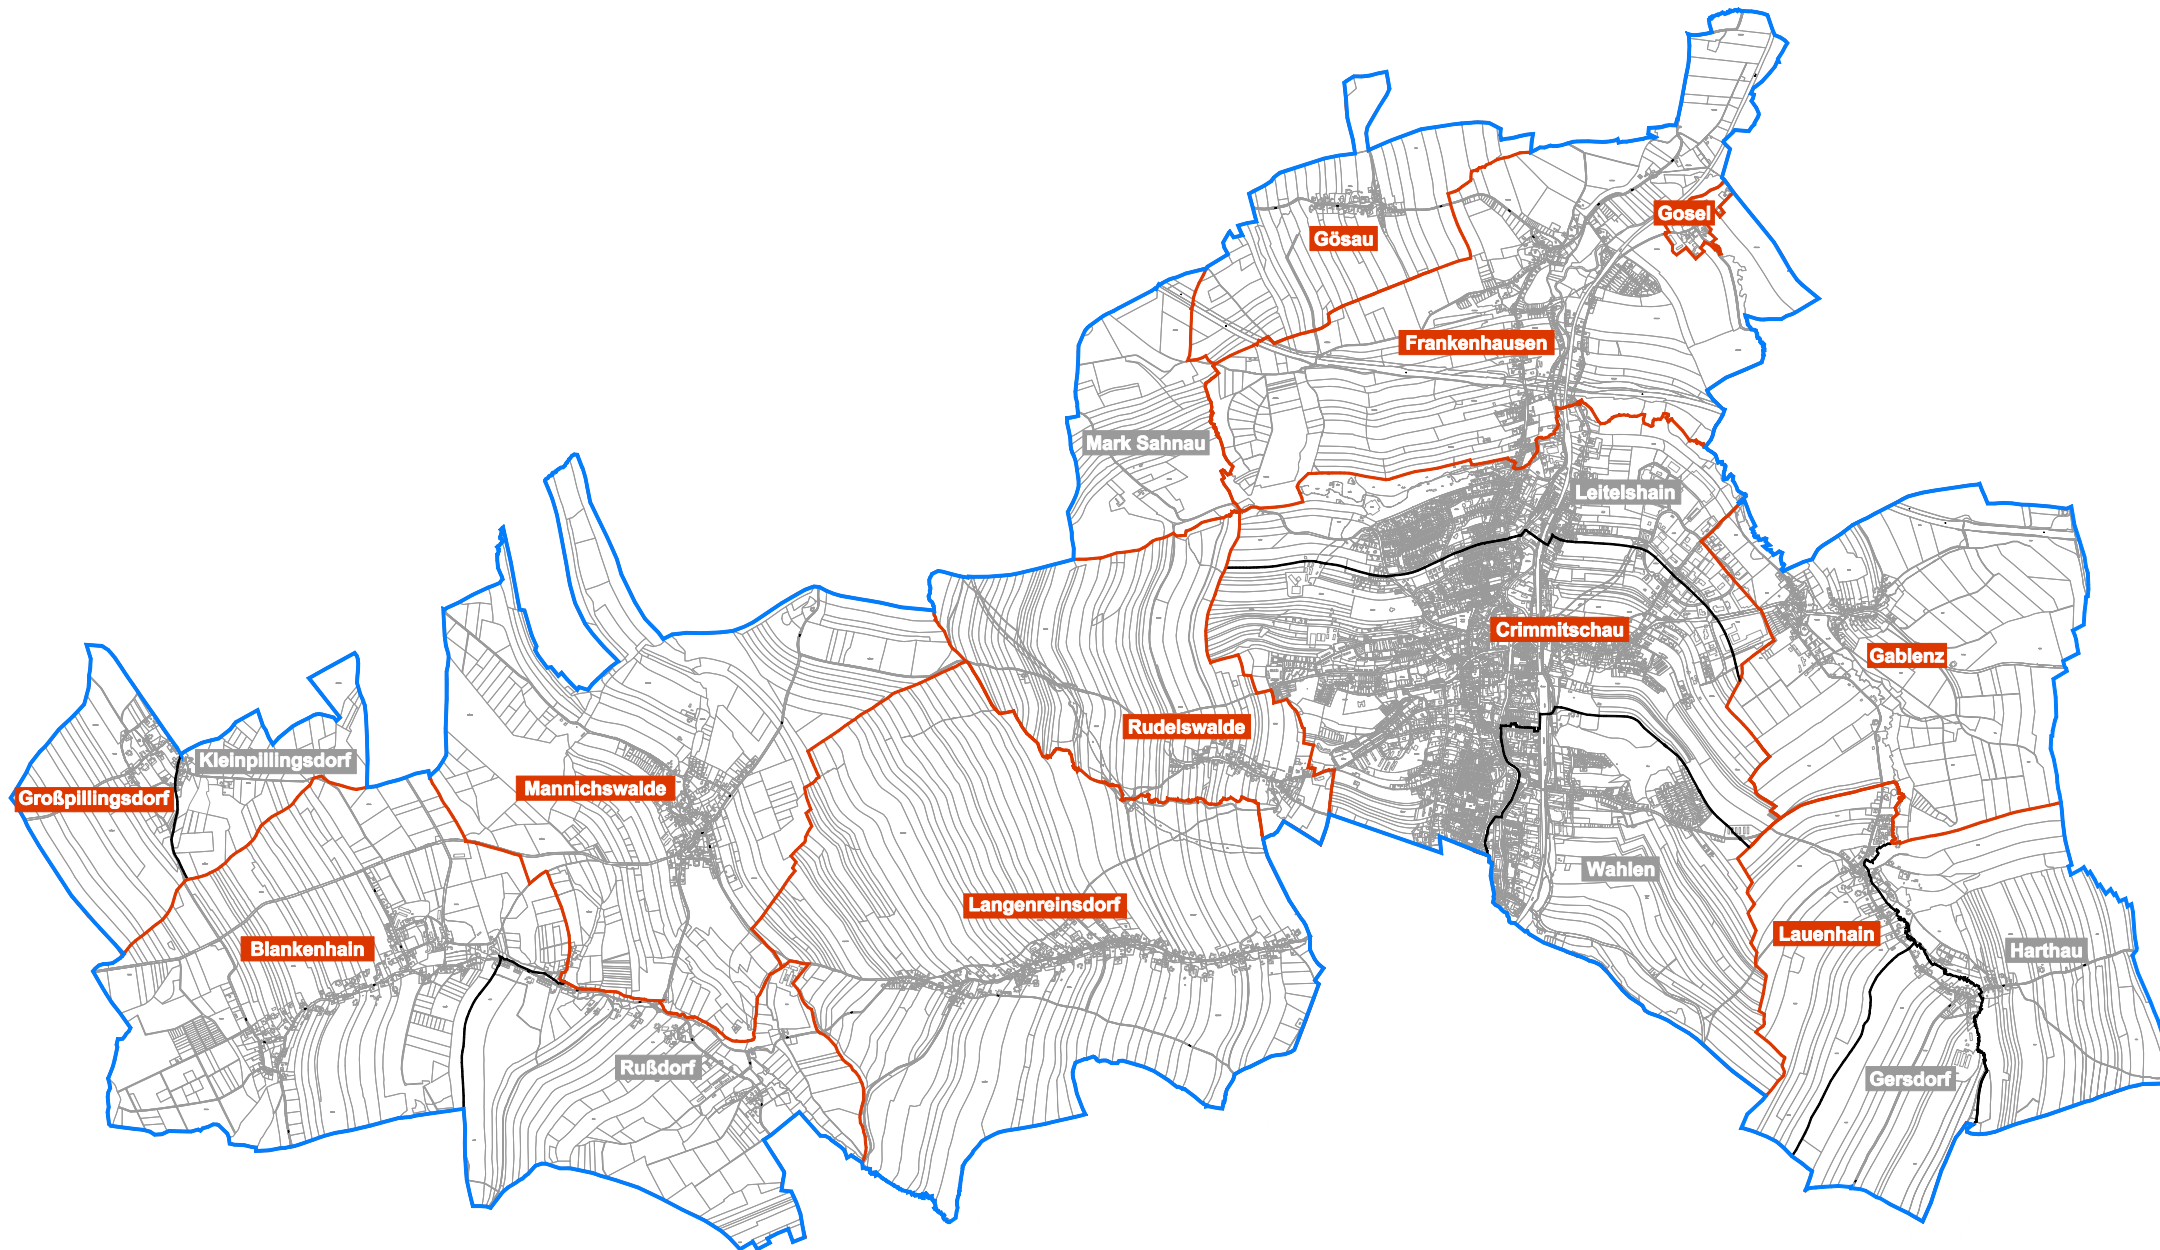 Gosel
Gösau
Frankenhausen
Mark Sahnau
Leitelshain
Crimmitschau
Gablenz
Rudelswalde
Kleinpillingsdorf
Mannichswalde
Großpillingsdorf
Wahlen
Langenreinsdorf
Lauenhain
Blankenhain
Harthau
Rußdorf
Gersdorf